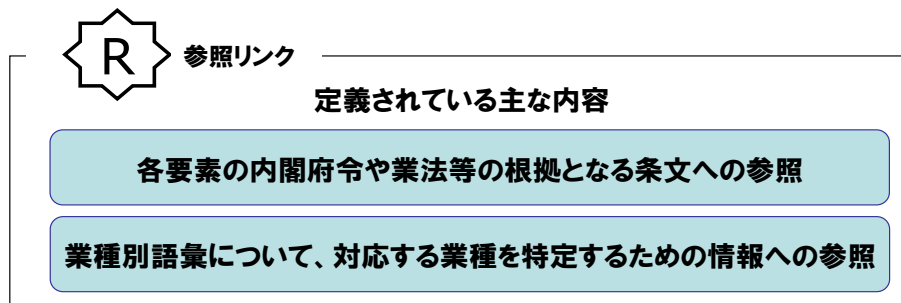 R
参照リンク
定義されている主な内容
各要素の内閣府令や業法等の根拠となる条文への参照
業種別語彙について、対応する業種を特定するための情報への参照